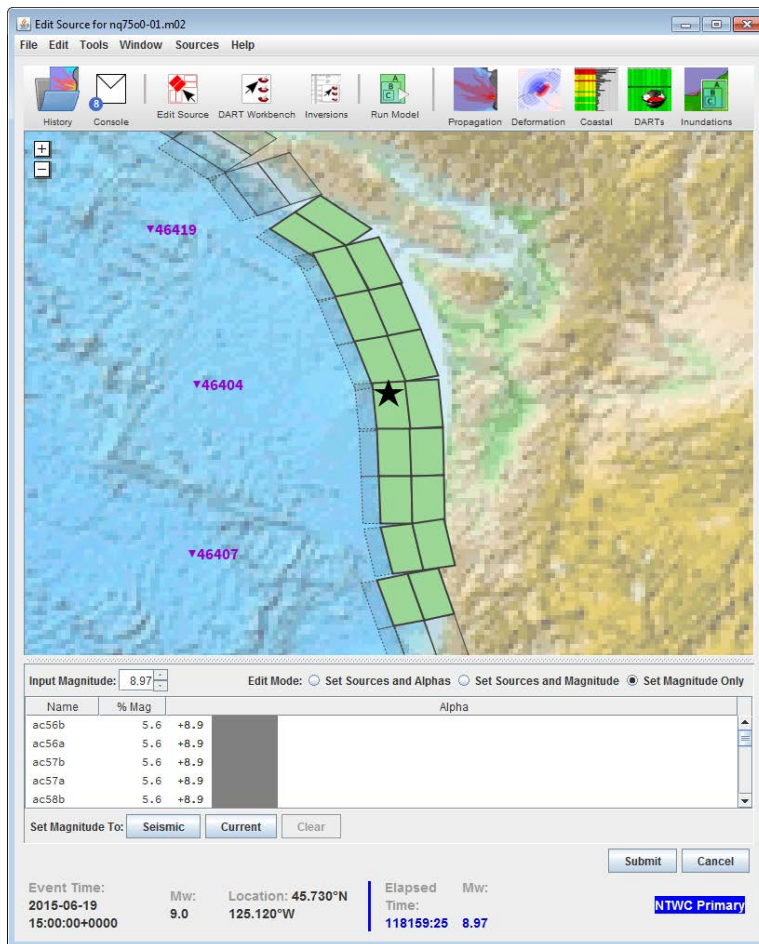 Edit Source for nq75o0-01.m02
File Edit Tools Window Sources Help
History
8
Console
Edit Source
DART Workbench
Inversions
A
B
C
Run Model
Propagation
Deformation
Coastal
DARTs
A
B
C
Inundations
+
−
▾46419
▾46404
▾46407
Input Magnitude: 8.97 Edit Mode: Set Sources and Alphas Set Sources and Magnitude Set Magnitude Only
Name % Mag Alpha
ac56b 5.6 +8.9
ac56a 5.6 +8.9
ac57b 5.6 +8.9
ac57a 5.6 +8.9
ac58b 5.6 +8.9
Set Magnitude To: Seismic Current Clear
Submit Cancel
Event Time:
2015-06-19
15:00:00+0000
Mw:
9.0
Location: 45.730°N
125.120°W
Elapsed
Time:
118159:25
Mw:
8.97
NTWC Primary